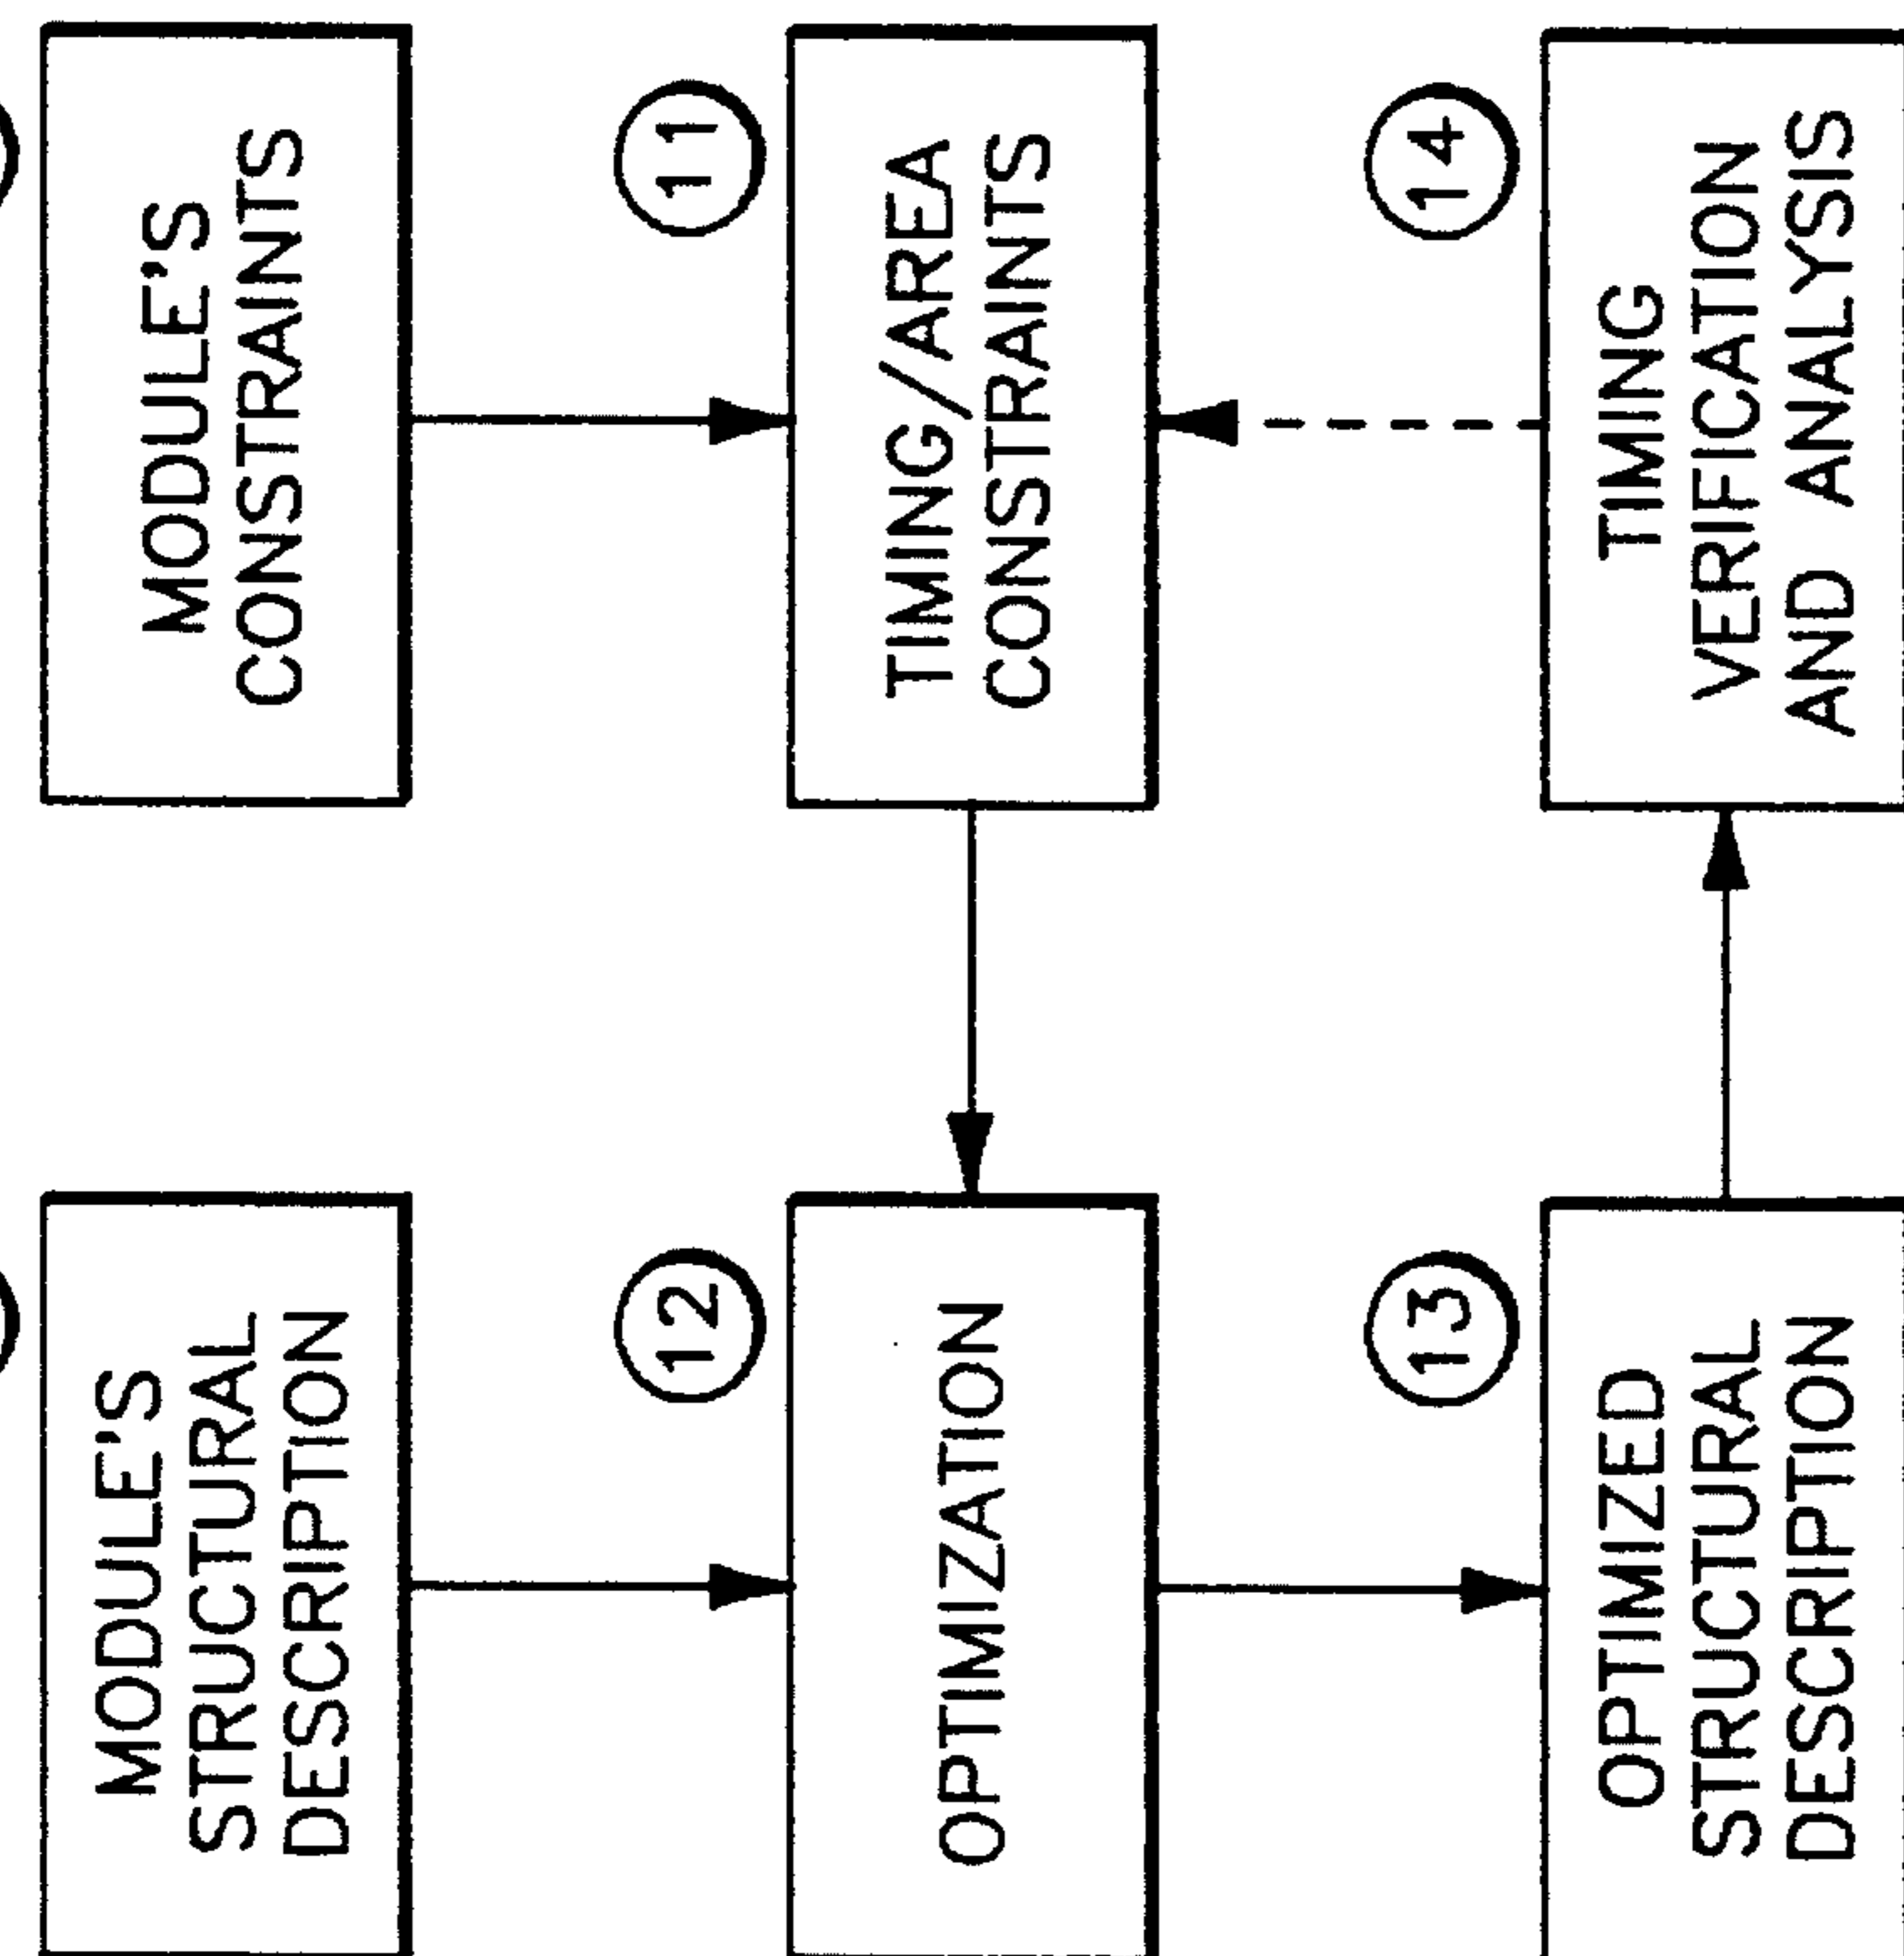 MODULE'S
STRUCTURAL
DESCRIPTION
MODULE'S
CONSTRAINTS
12
OPTIMIZATION
11
TIMING/AREA
CONSTRAINTS
13
OPTIMIZED
STRUCTURAL
DESCRIPTION
14
TIMING
VERIFICATION
AND ANALYSIS